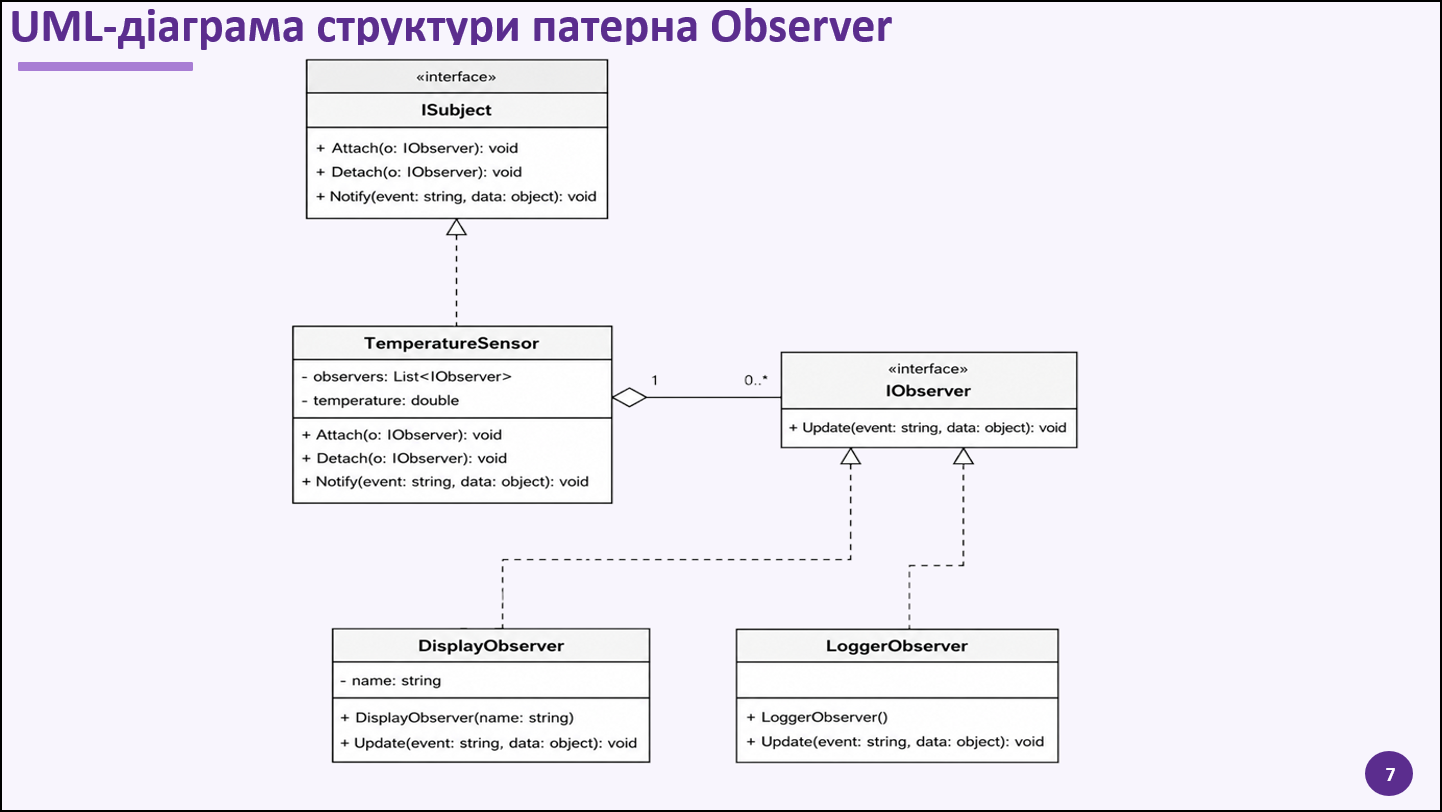 UML-діаграма структури патерна Observer
«interface»
ISubject
+ Attach(o: IObserver): void
+ Detach(o: IObserver): void
+ Notify(event: string, data: object): void
TemperatureSensor
- observers: List<IObserver>
- temperature: double
+ Attach(o: IObserver): void
+ Detach(o: IObserver): void
+ Notify(event: string, data: object): void
1
0..*
«interface»
IObserver
+ Update(event: string, data: object): void
DisplayObserver
- name: string
+ DisplayObserver(name: string)
+ Update(event: string, data: object): void
LoggerObserver
+ LoggerObserver()
+ Update(event: string, data: object): void
7